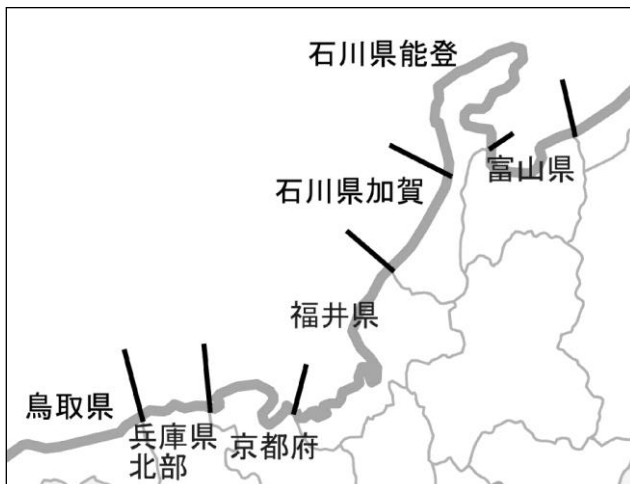 石川県能登
富山県
石川県加賀
福井県
鳥取県
兵庫県
北部
京都府